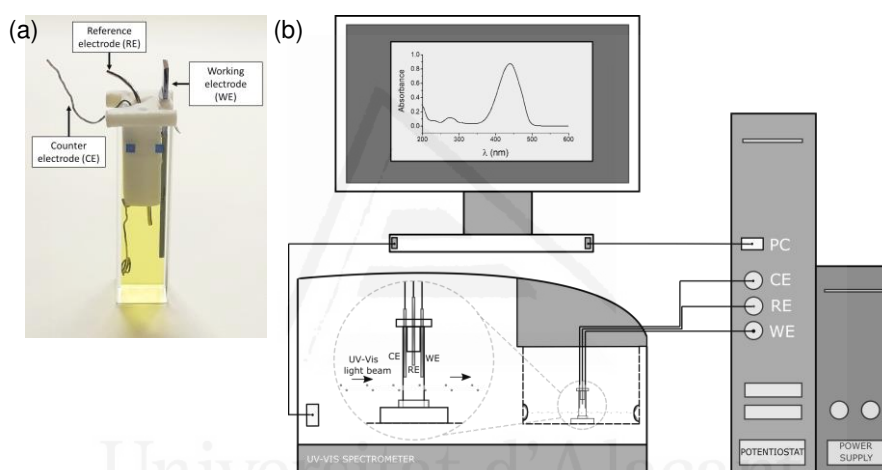 (a)
Reference
electrode (RE)
Working
electrode
(WE)
Counter
electrode (CE)
(b)
1.0
0.8
0.6
0.4
0.2
0.0
Absorbance
200
300
400
500
600
λ (nm)
PC
CE
RE
WE
CE
WE
RE
UV-Vis
light beam
UV-VIS SPECTROMETER
POTENTIOSTAT
POWER
SUPPLY
Universitat d'Alacant